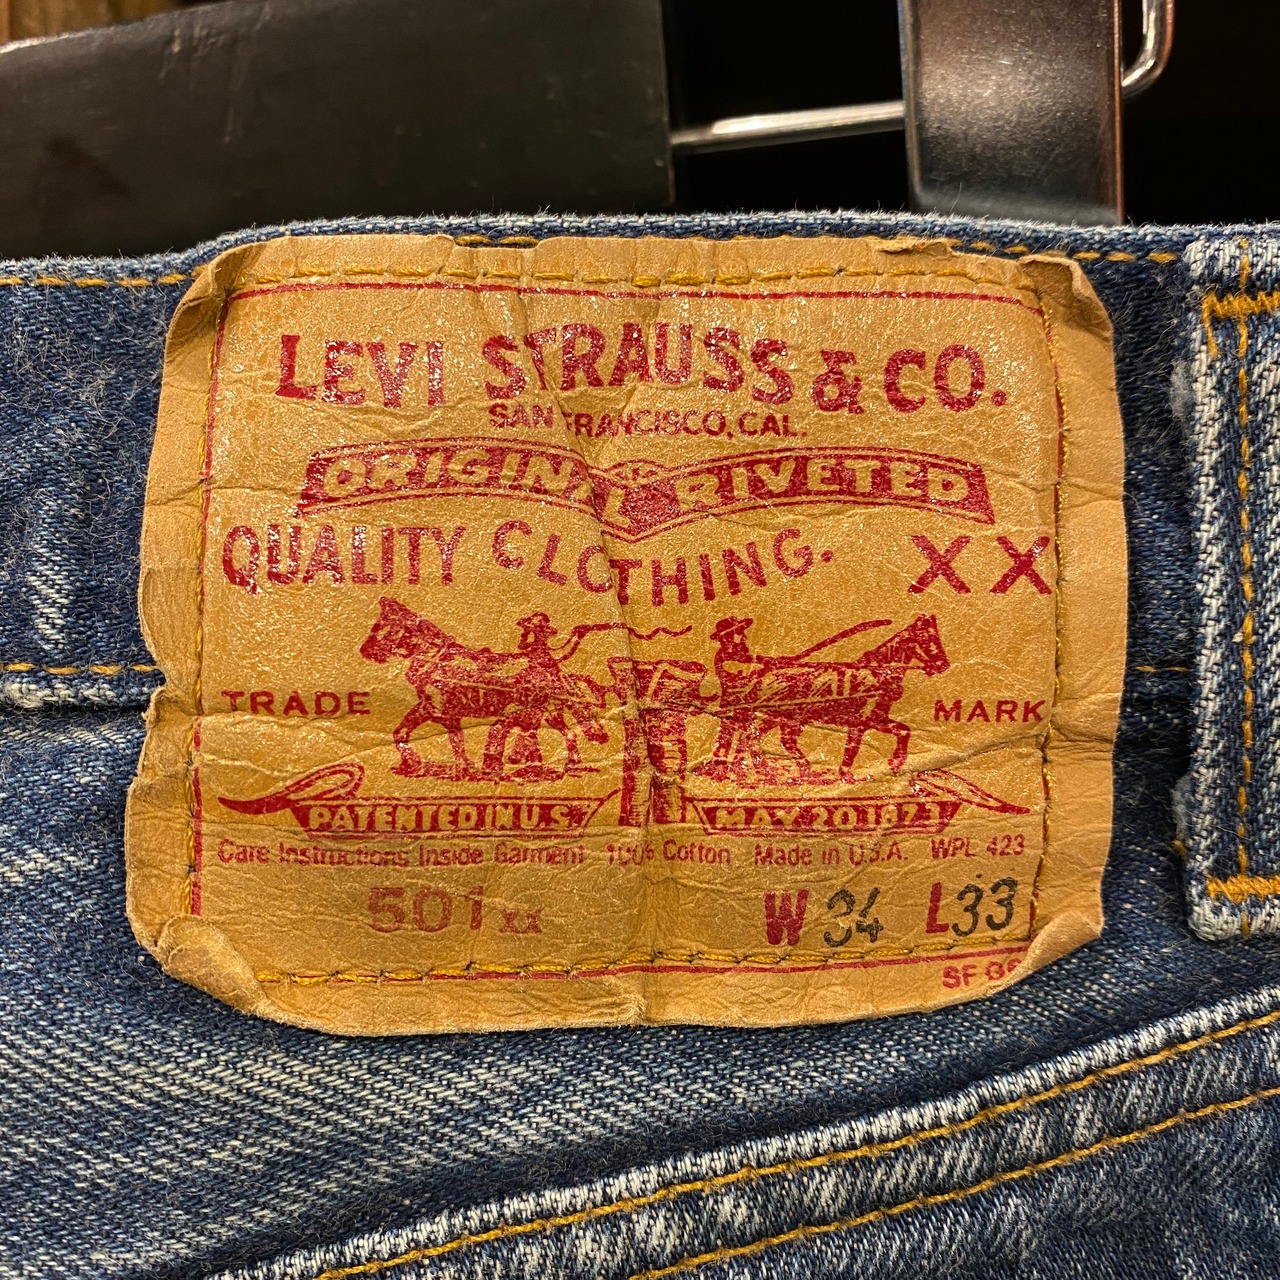 LEVI STRAUSS & CO.
SAN FRANCISCO, CAL.
ORIGINAL RIVETED
QUALITY CLOTHING. XX
TRADE MARK
PATENTED IN U.S. MAY 20 1873
Care Instructions Inside Garment 100% Cotton Made in U.S.A. WPL 423
501xx W 34 L 33
SF